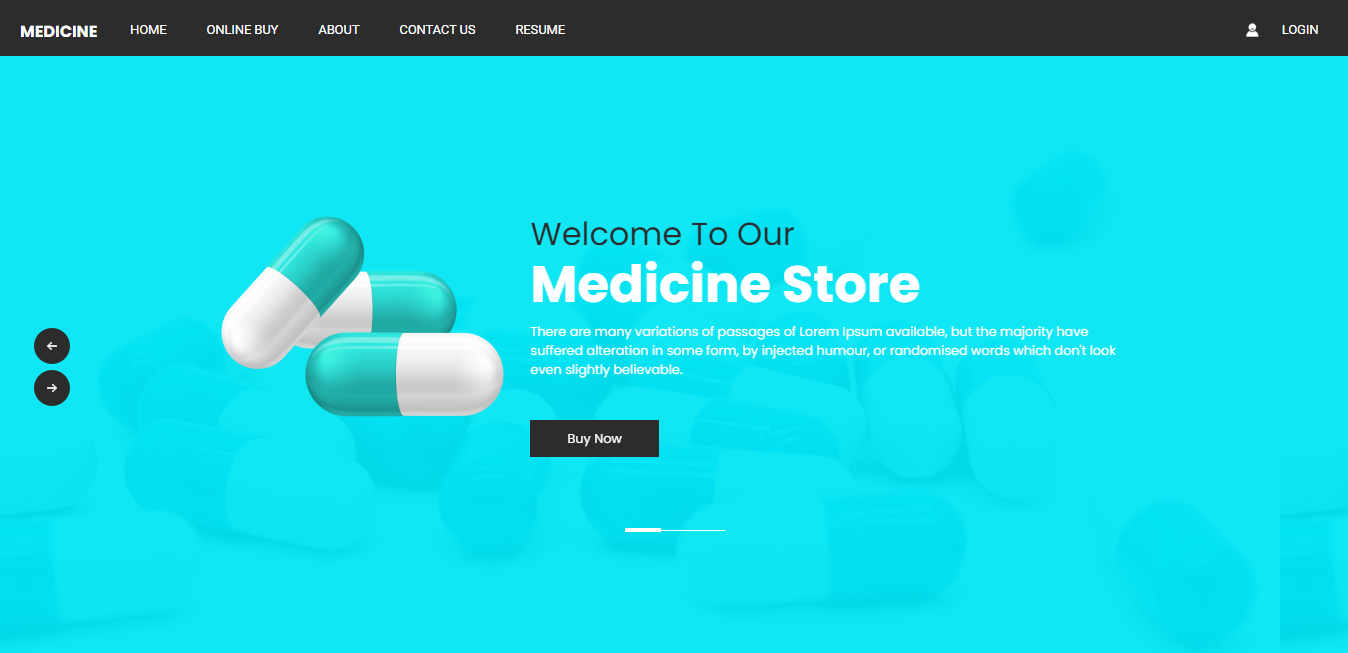 MEDICINE HOME ONLINE BUY ABOUT CONTACT US RESUME LOGIN
Welcome To Our
Medicine Store
There are many variations of passages of Lorem Ipsum available, but the majority have
suffered alteration in some form, by injected humour, or randomised words which don't look
even slightly believable.
Buy Now